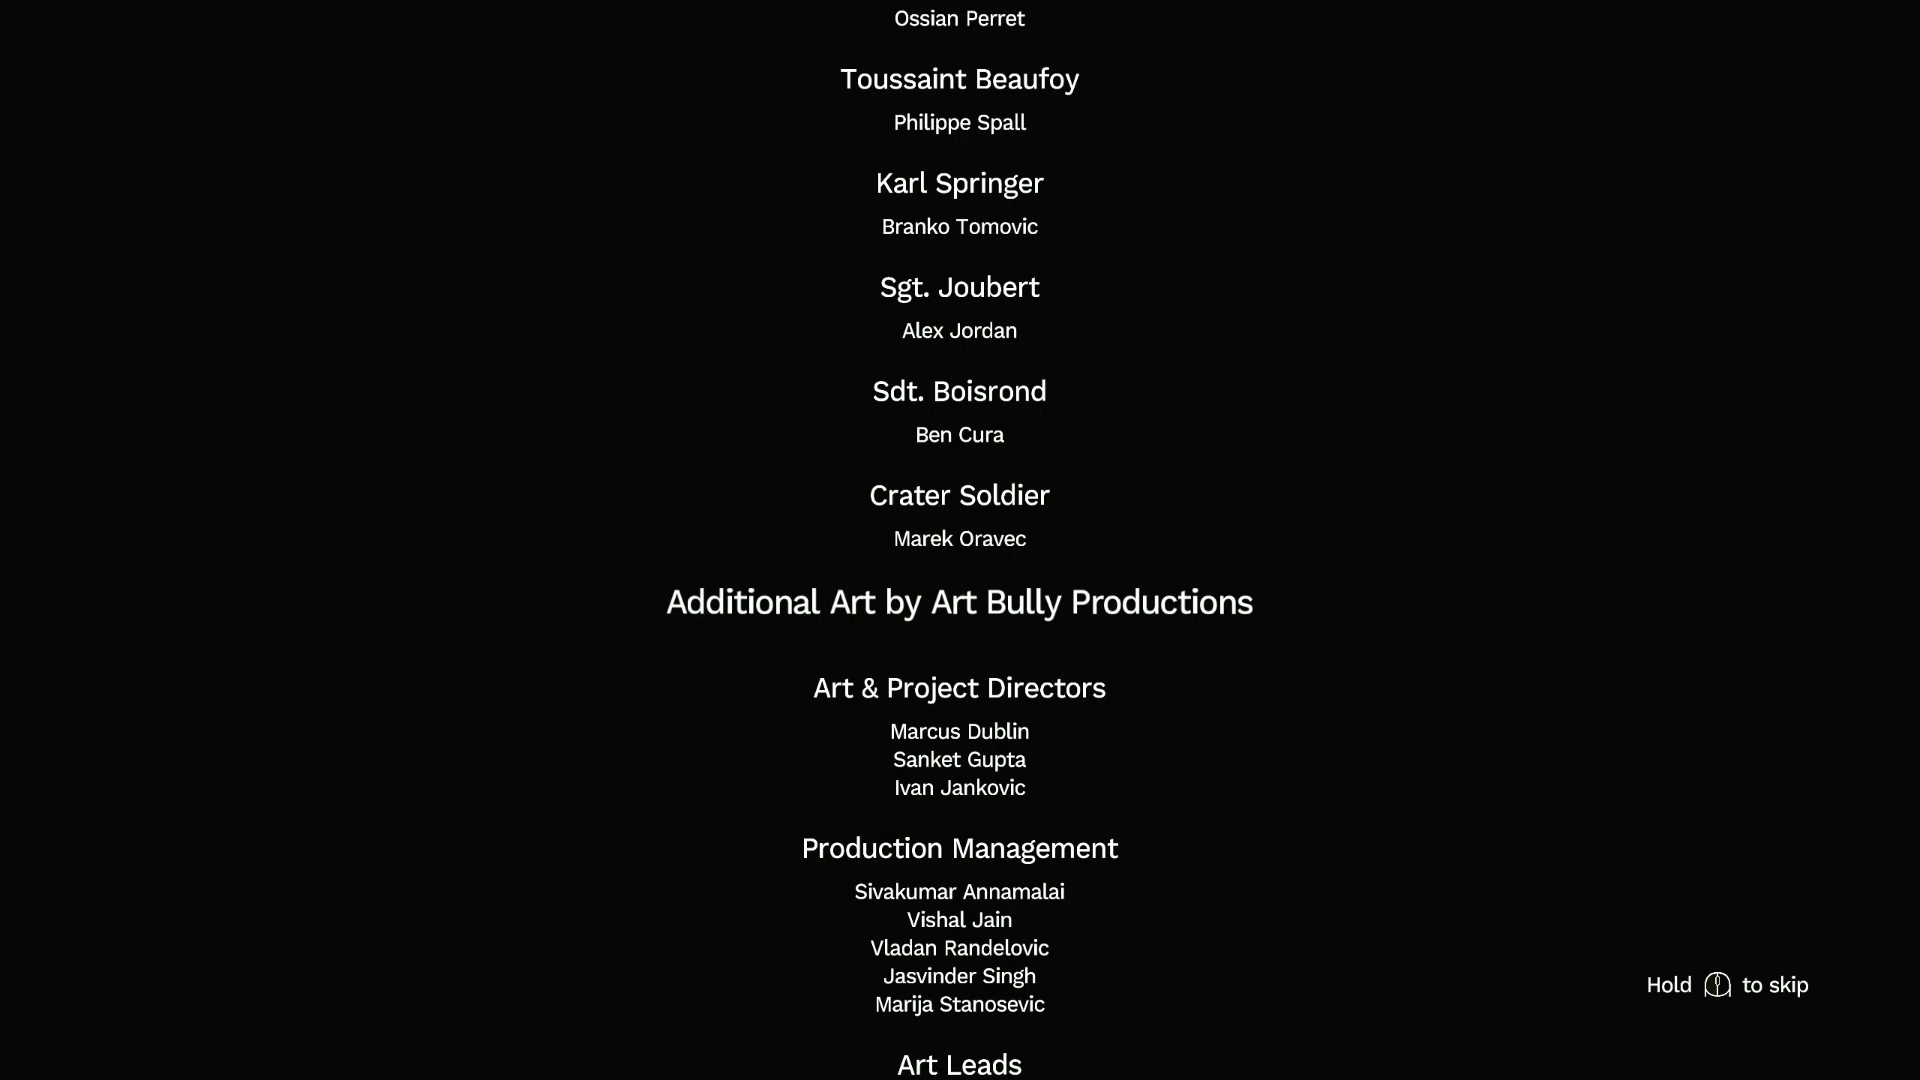 Ossian Perret
Toussaint Beaufoy
Philippe Spall
Karl Springer
Branko Tomovic
Sgt. Joubert
Alex Jordan
Sdt. Boisrond
Ben Cura
Crater Soldier
Marek Oravec
Additional Art by Art Bully Productions
Art & Project Directors
Marcus Dublin
Sanket Gupta
Ivan Jankovic
Production Management
Sivakumar Annamalai
Vishal Jain
Vladan Randelovic
Jasvinder Singh
Marija Stanosevic
Hold to skip
Art Leads